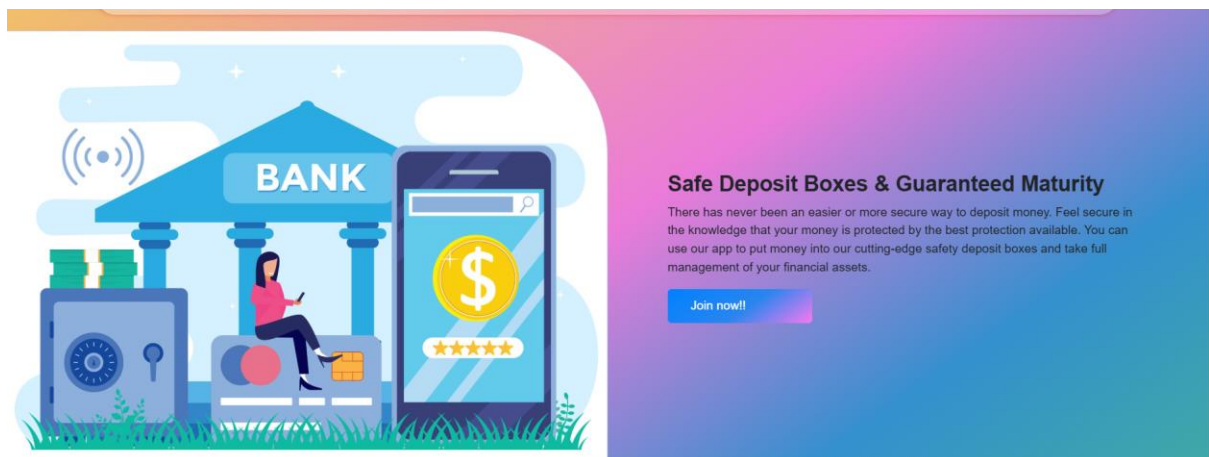 BANK
$
Safe Deposit Boxes & Guaranteed Maturity
There has never been an easier or more secure way to deposit money. Feel secure in
the knowledge that your money is protected by the best protection available. You can
use our app to put money into our cutting-edge safety deposit boxes and take full
management of your financial assets.
Join now!!